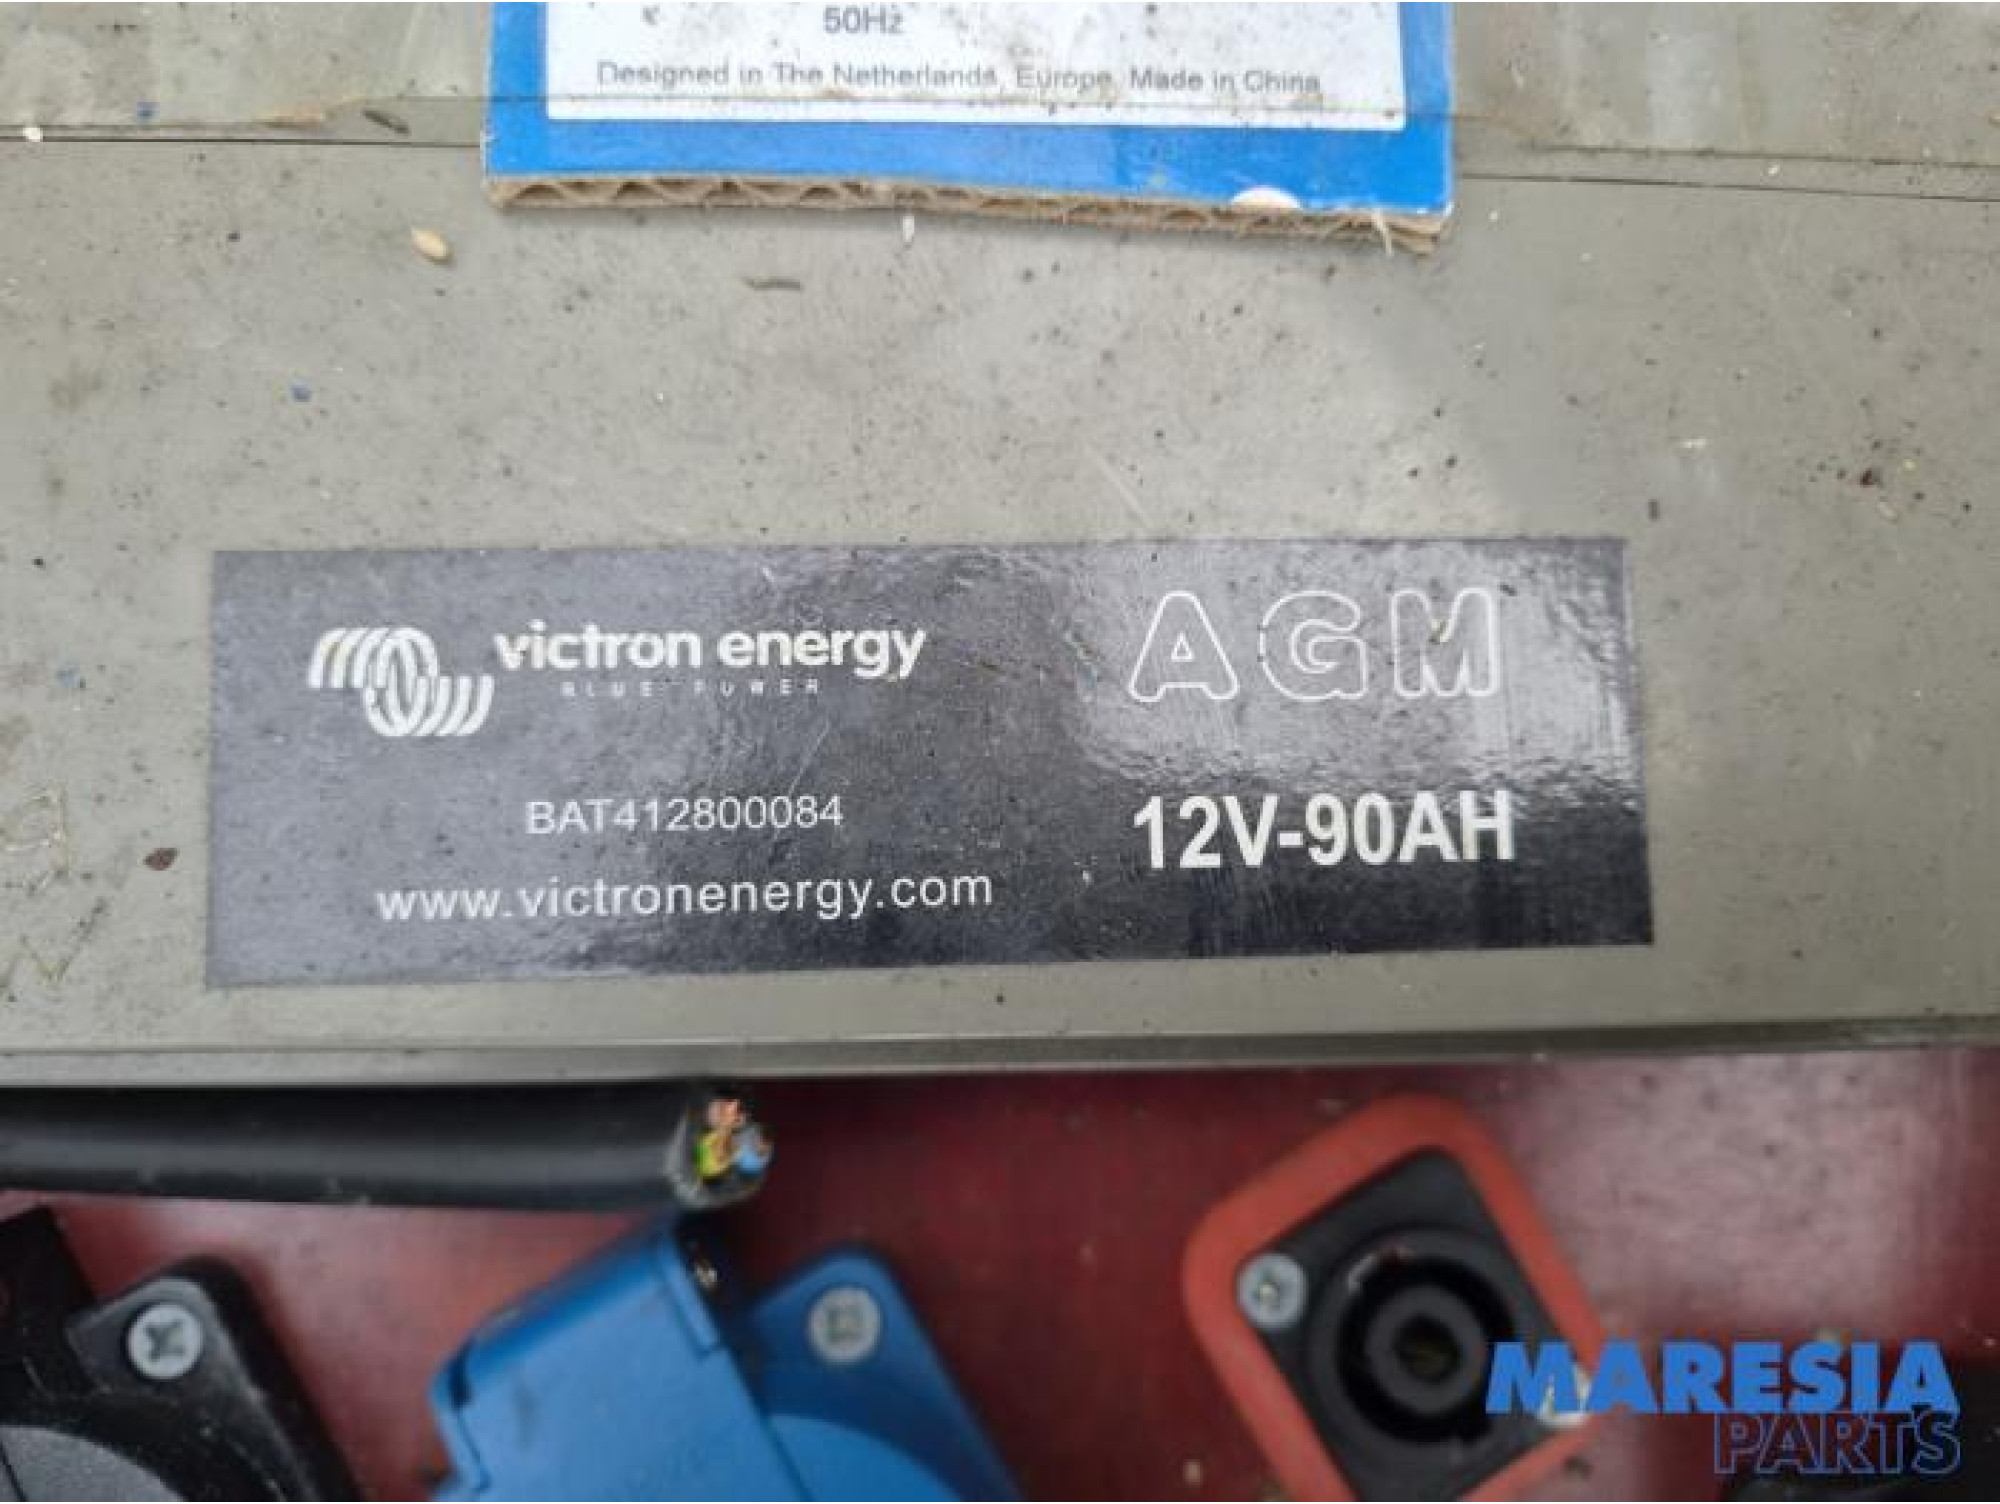 50Hz
Designed in The Netherlands, Europe, Made in China
victron energy
BLUE POWER
AGM
BAT412800084
12V-90AH
www.victronenergy.com
MARESIA
PARTS